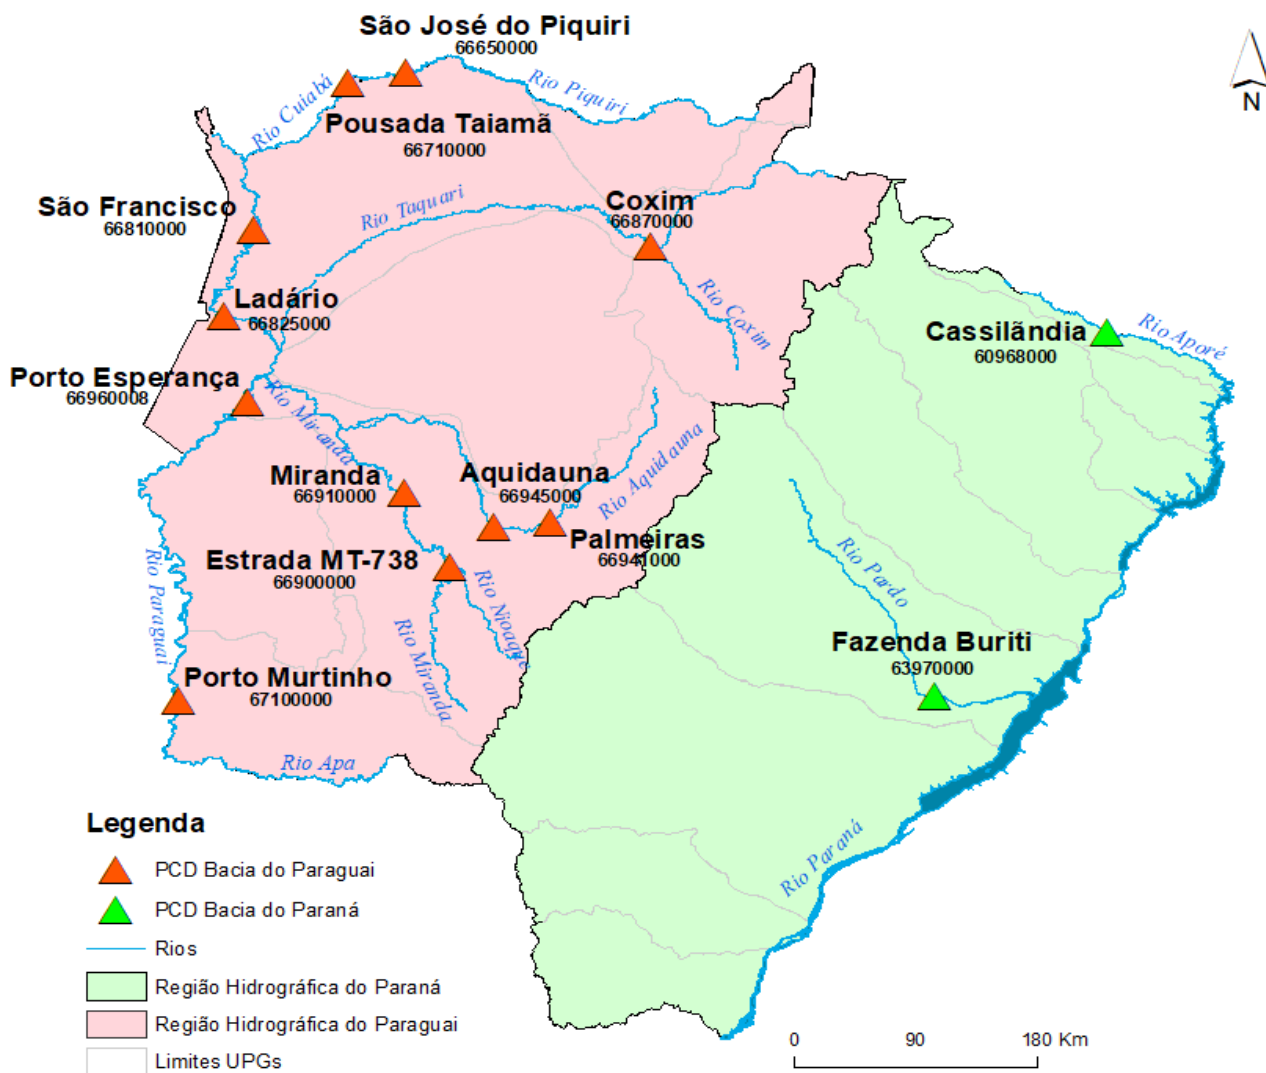 São José do Piquiri
66650000
Rio Cuiabá
Rio Piquiri
N
Pousada Taiamã
66710000
São Francisco
66810000
Rio Taquari
Coxim
66870000
Ladário
66825000
Rio Coxim
Cassilãndia
60968000
Rio Aporé
Porto Esperança
66960008
Rio Miranda
Miranda
66910000
Aquidauna
66945000
Rio Aquidauna
Palmeiras
66941000
Estrada MT-738
66900000
Rio Nioaque
Rio Pardo
Rio Paraguai
Rio Miranda
Fazenda Buriti
63970000
Porto Murtinho
67100000
Rio Apa
Rio Paraná
Legenda
PCD Bacia do Paraguai
PCD Bacia do Paraná
Rios
Região Hidrográfica do Paraná
Região Hidrográfica do Paraguai
Limites UPGs
0 90 180 Km